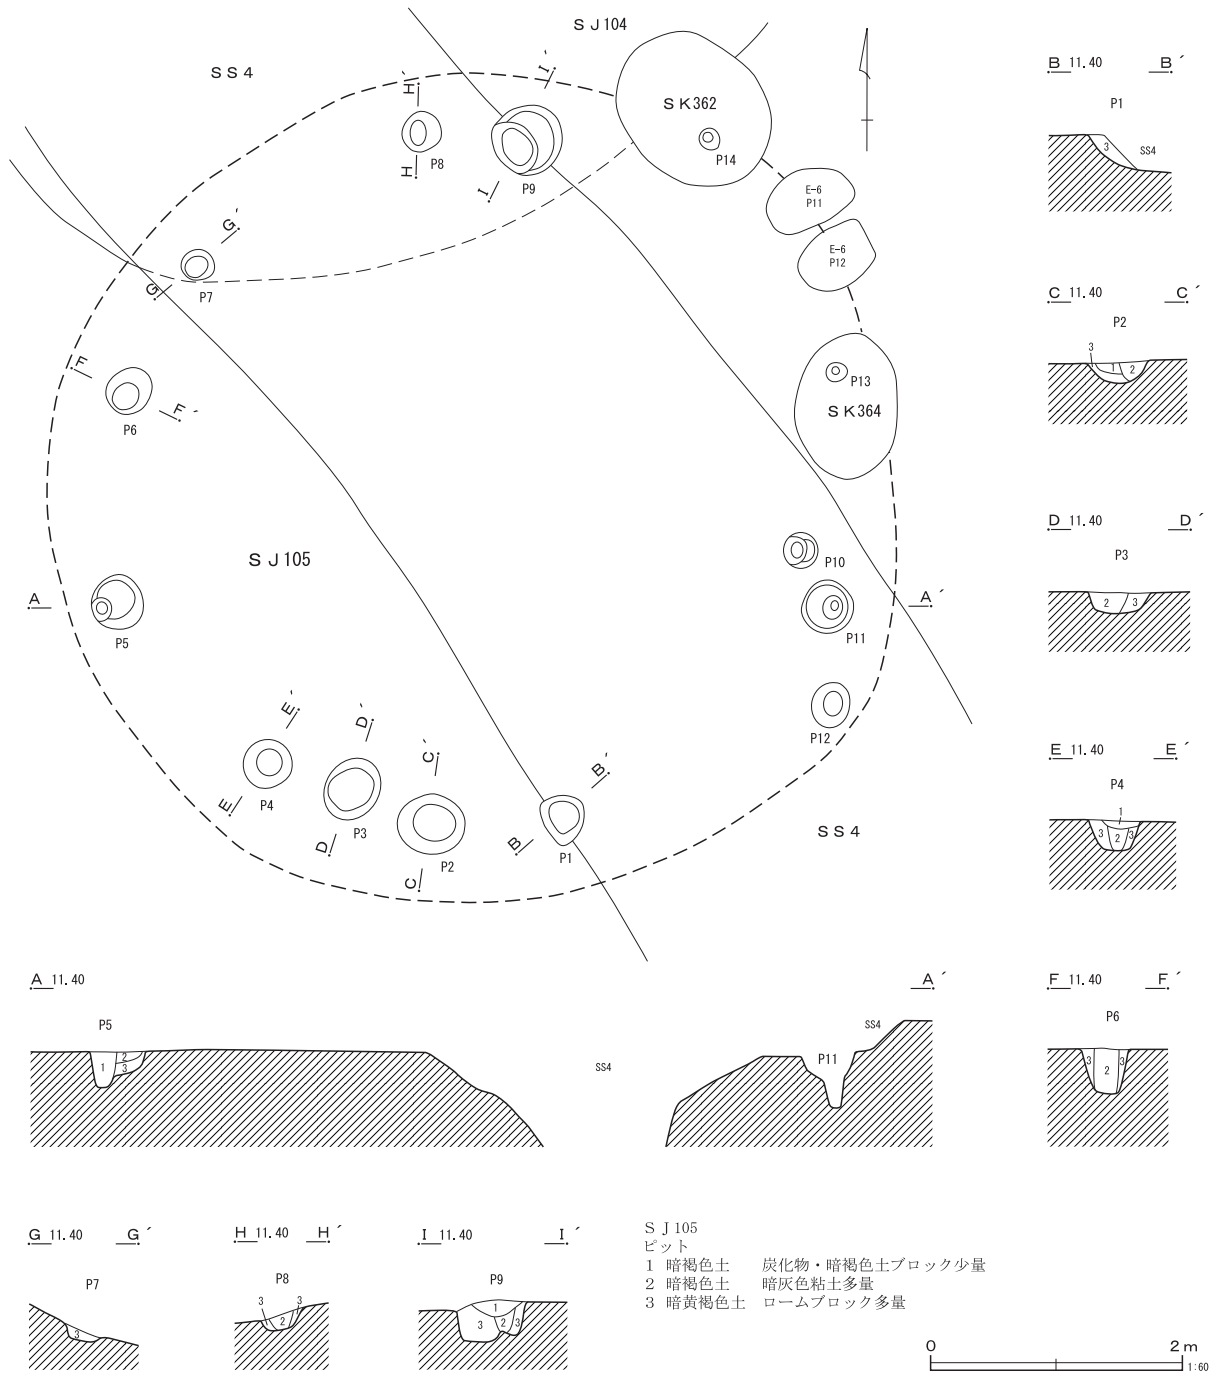 SJ104
SS4
I´
H´
SK362
P14
P8
H
P9
I
E-6
P11
E-6
P12
G´
G
P7
F
F´
P6
P13
SK364
SJ105
P10
A
A´
P5
P11
P12
E´
D´
C´
B´
E
P4
D
P3
P2
C
B
P1
SS4
B 11.40 B´
P1
3
SS4
C 11.40 C´
P2
3 1 2
D 11.40 D´
P3
2 3
E 11.40 E´
P4
1
3 2 3
A 11.40 A´
P5
1 2 3
SS4
SS4
P11
F 11.40 F´
P6
3 2 3
G 11.40 G´
P7
3
H 11.40 H´
P8
3 2 3
I 11.40 I´
P9
1
3 2 3
SJ105
ピット
1 暗褐色土 炭化物・暗褐色土ブロック少量
2 暗褐色土 暗灰色粘土多量
3 暗黄褐色土 ロームブロック多量
0 2m
1:60